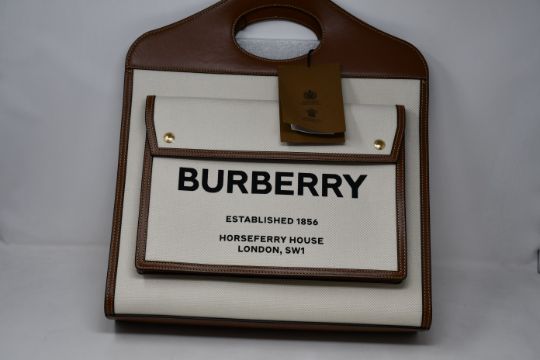 BURBERRY
ESTABLISHED 1856
HORSEFERRY HOUSE
LONDON, SW1